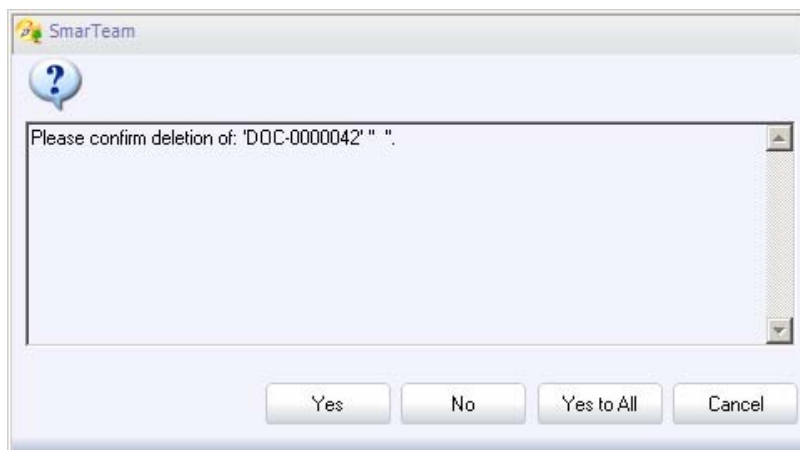 SmarTeam
Please confirm deletion of: 'DOC-0000042' " ".
Yes No Yes to All Cancel